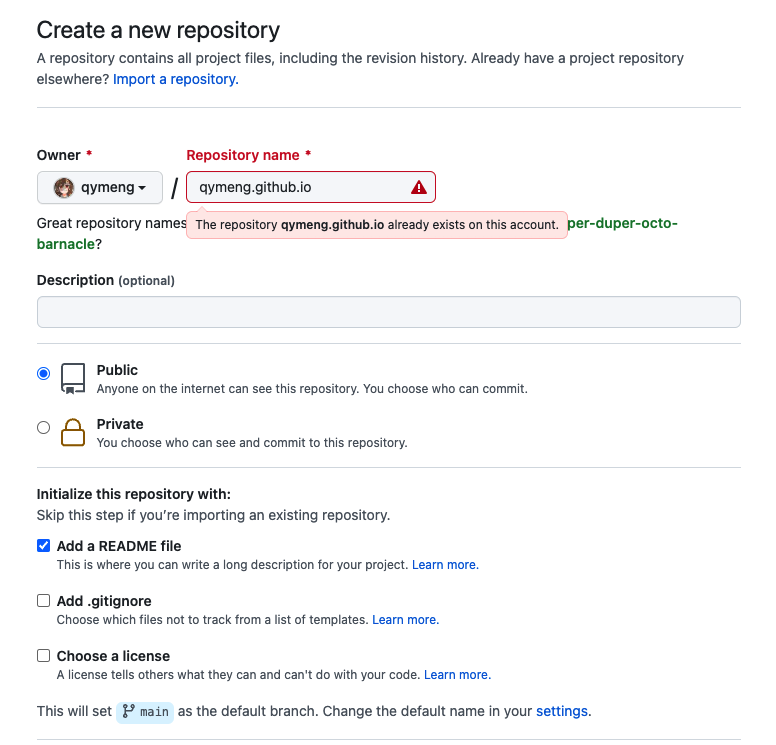 Create a new repository
A repository contains all project files, including the revision history. Already have a project repository
elsewhere? Import a repository.
Owner *
Repository name *
qymeng
/
qymeng.github.io
Great repository names
The repository qymeng.github.io already exists on this account.
per-duper-octo-
barnacle?
Description (optional)
Public
Anyone on the internet can see this repository. You choose who can commit.
Private
You choose who can see and commit to this repository.
Initialize this repository with:
Skip this step if you’re importing an existing repository.
Add a README file
This is where you can write a long description for your project. Learn more.
Add .gitignore
Choose which files not to track from a list of templates. Learn more.
Choose a license
A license tells others what they can and can't do with your code. Learn more.
This will set main as the default branch. Change the default name in your settings.